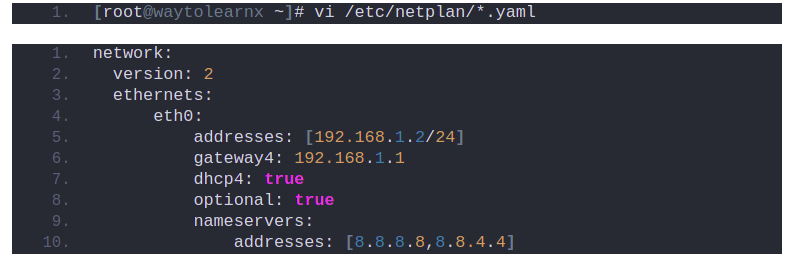 1. [root@waytolearnx ~]# vi /etc/netplan/*.yaml
1. network:
2.   version: 2
3.   ethernets:
4.       eth0:
5.           addresses: [192.168.1.2/24]
6.           gateway4: 192.168.1.1
7.           dhcp4: true
8.           optional: true
9.           nameservers:
10.               addresses: [8.8.8.8,8.8.4.4]